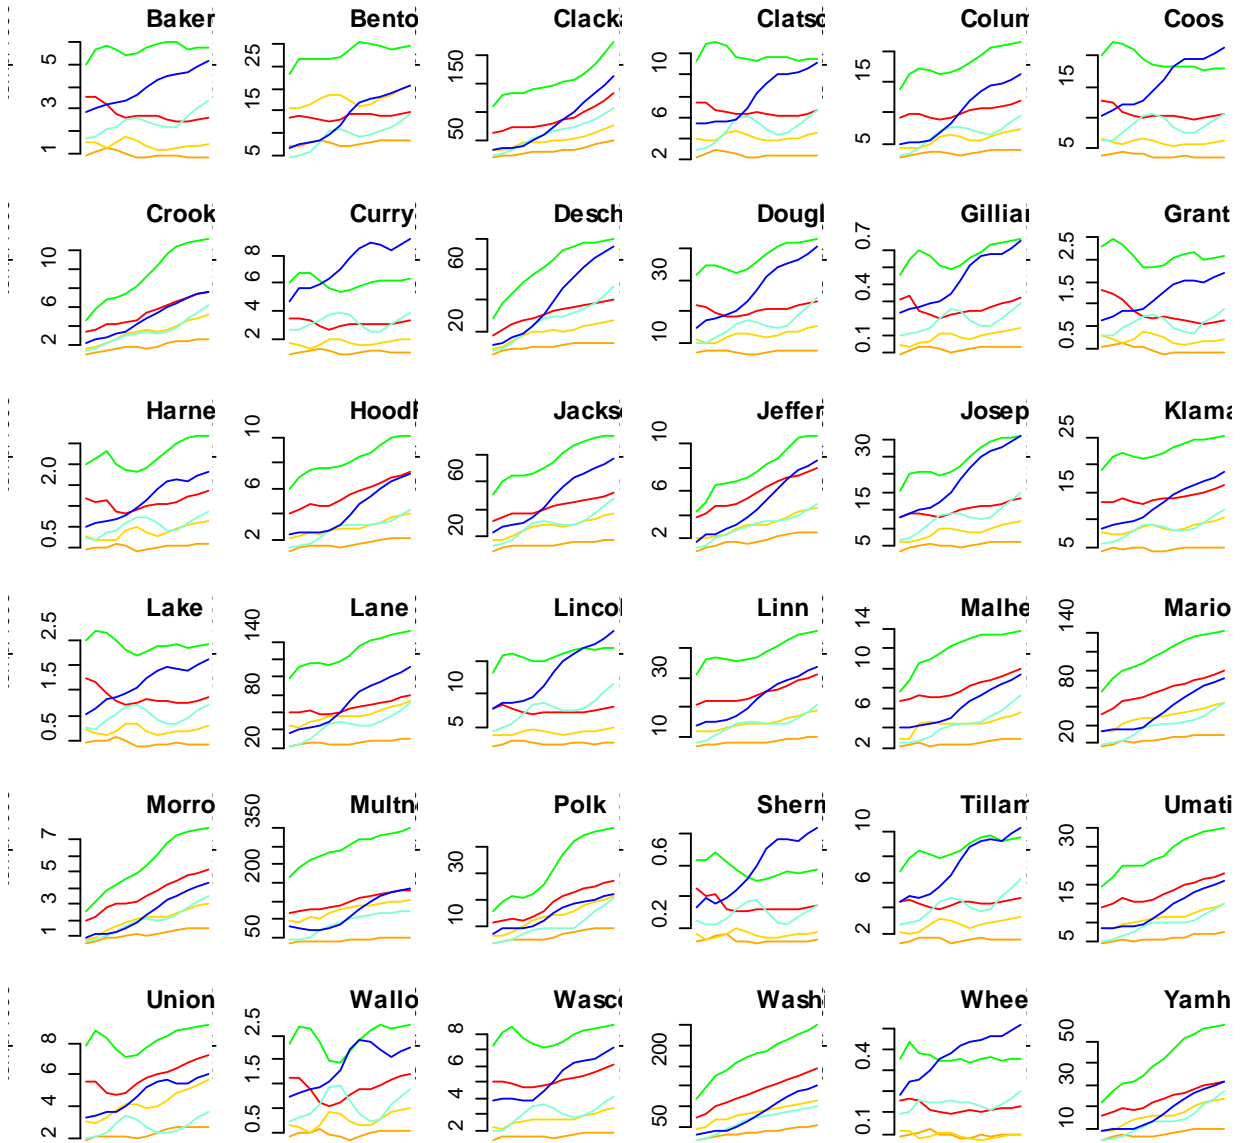 Baker Bento Clacka Clatso Colum Coos
1 3 5
5 15 25
50 150
2 6 10
5 15
5 15
Crook Curry Desch Dougl Gilliar Grant
2 6 10
2 4 6 8
20 60
10 30
0.1 0.4 0.7
0.5 1.5 2.5
Harne Jacks Jeffer Josep Klama
0.5 2.0
2 6 10
20 60
2 6 10
5 15 30
5 15 25
Lake Lane Linn Malhe Mario
0.5 1.5 2.5
20 80 140
5 10
10 30
2 6 10 14
20 80 140
Morro Multn Polk Sherm Tillam Umati
1 3 5 7
50 200 350
10 30
0.2 0.6
2 6 10
5 15 30
Union Wallo Wasc Wash Whee Yamh
2 4 6 8
0.5 1.5 2.5
2 4 6 8
50 200
0.1 0.4
10 30 50